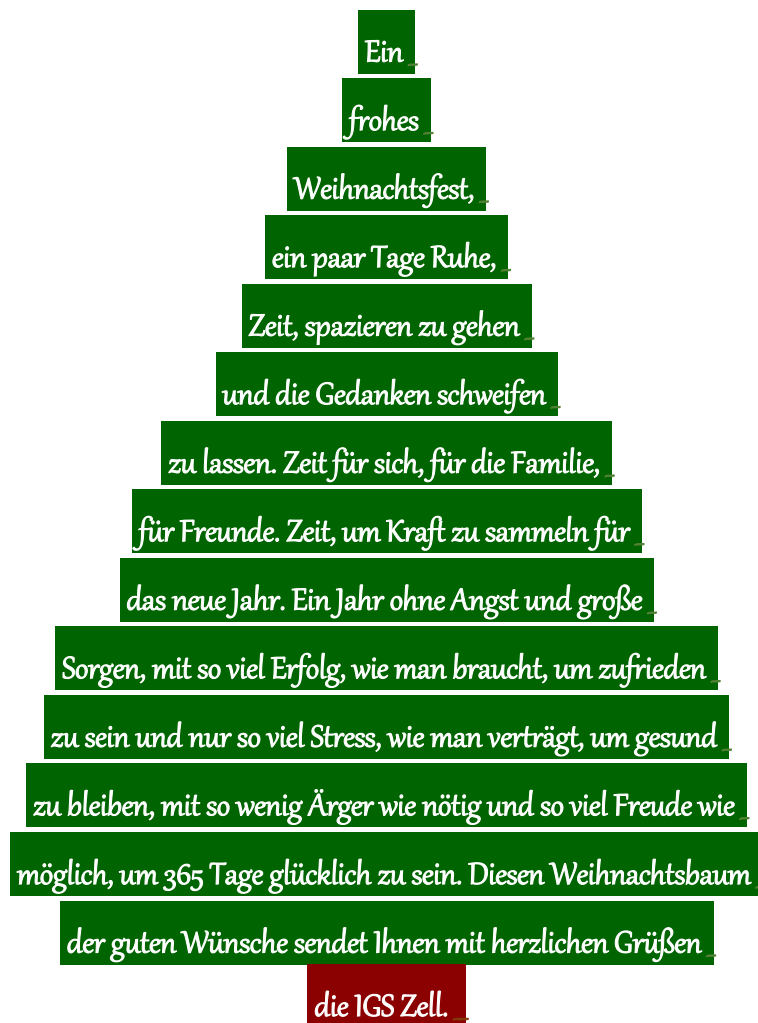 Ein
frohes
Weihnachtsfest,
ein paar Tage Ruhe,
Zeit, spazieren zu gehen
und die Gedanken schweifen
zu lassen. Zeit für sich, für die Familie,
für Freunde. Zeit, um Kraft zu sammeln für
das neue Jahr. Ein Jahr ohne Angst und große
Sorgen, mit so viel Erfolg, wie man braucht, um zufrieden
zu sein und nur so viel Stress, wie man verträgt, um gesund
zu bleiben, mit so wenig Ärger wie nötig und so viel Freude wie
möglich, um 365 Tage glücklich zu sein. Diesen Weihnachtsbaum
der guten Wünsche sendet Ihnen mit herzlichen Grüßen
die IGS Zell.